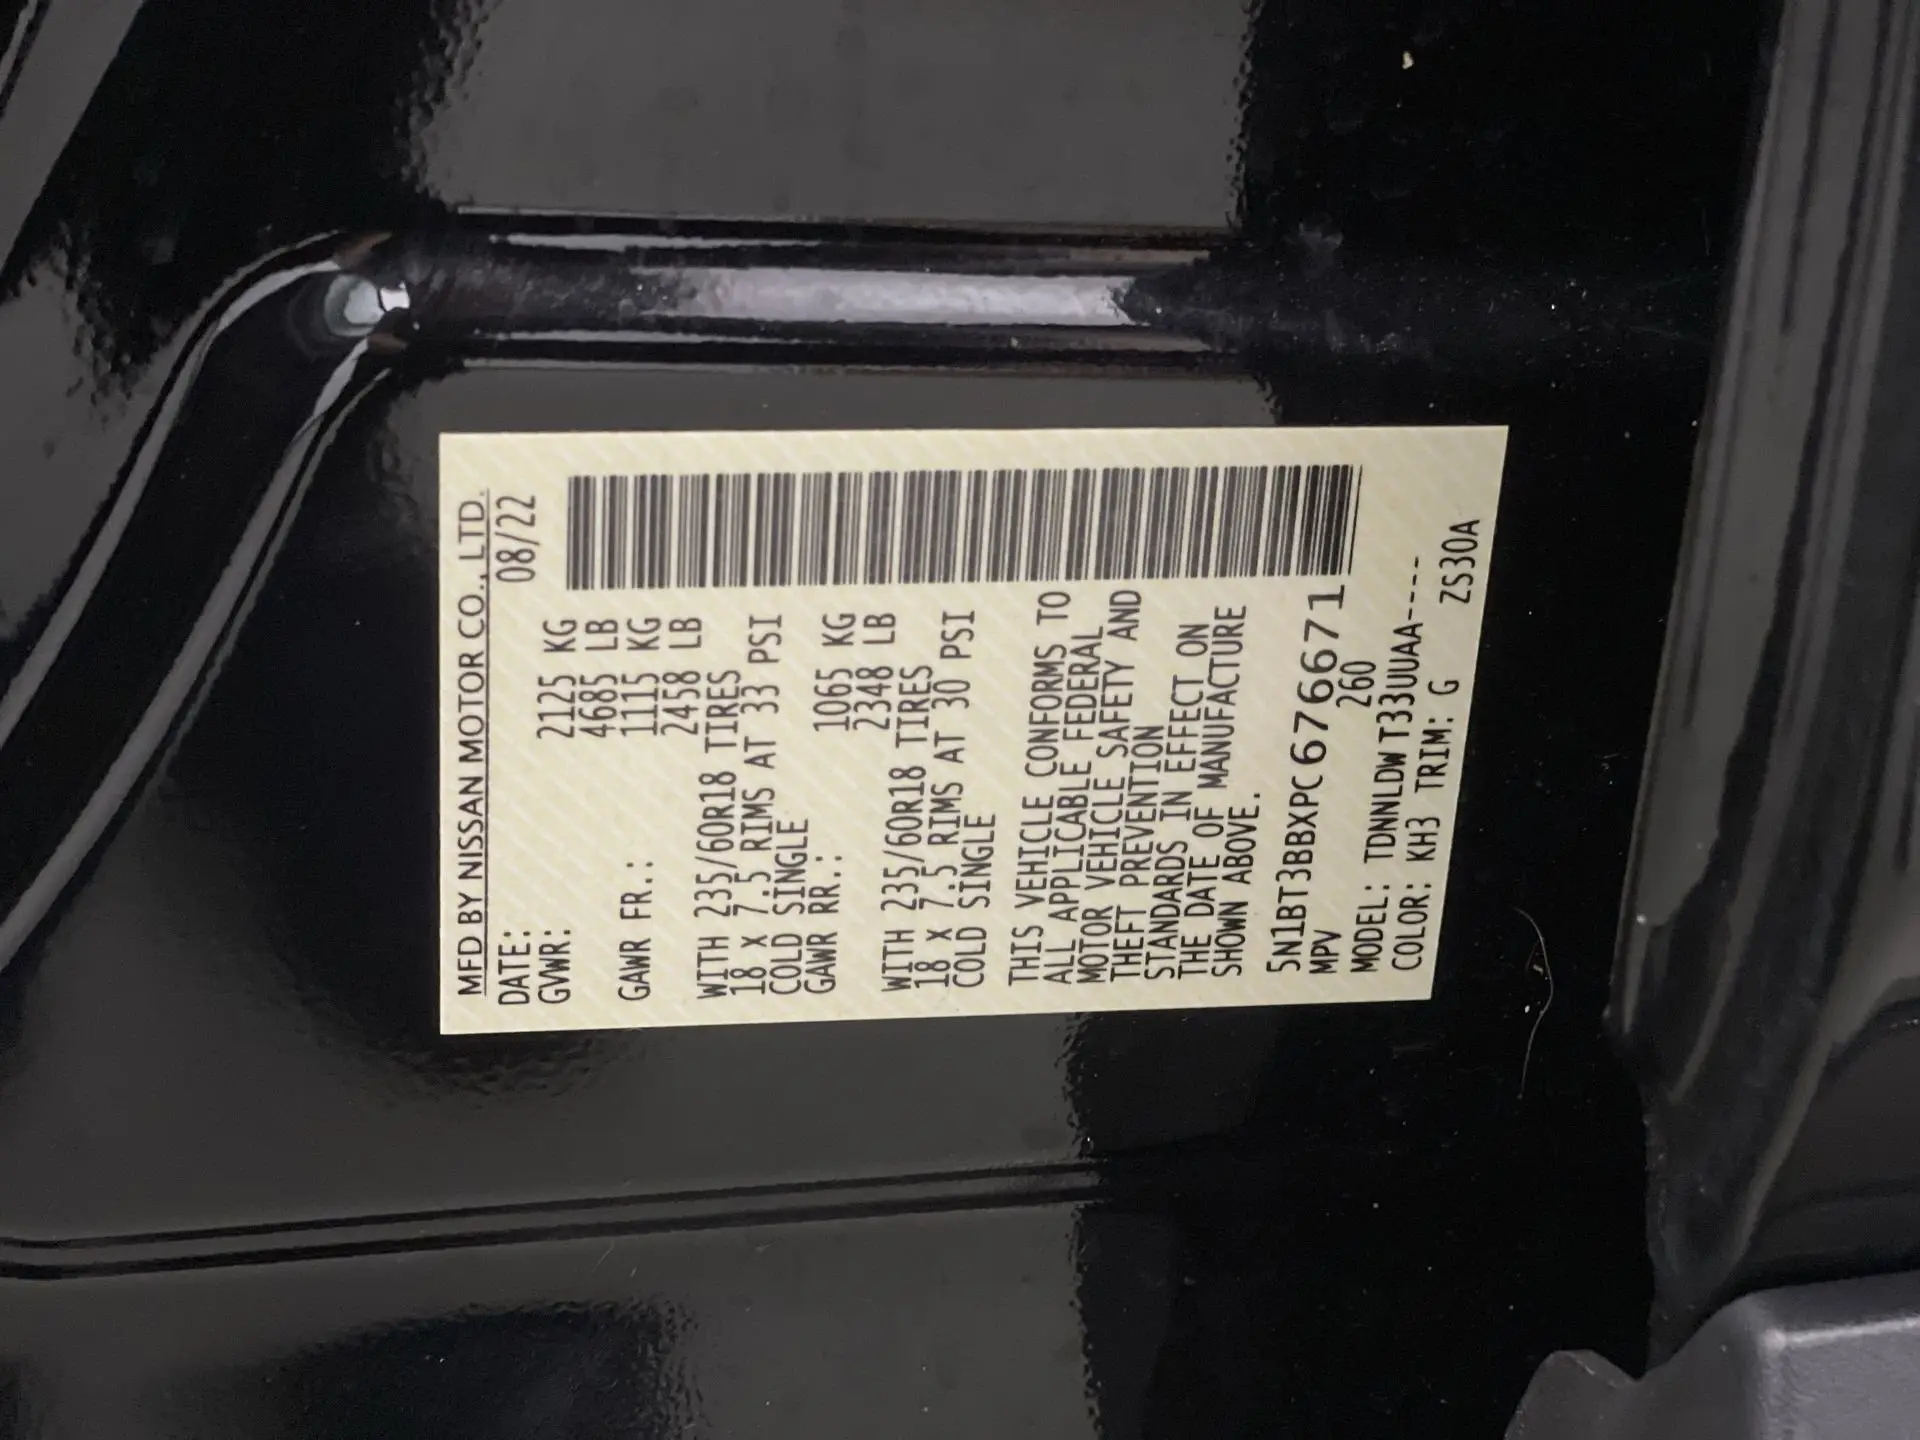 MFD BY NISSAN MOTOR CO., LTD.
DATE: 08/22
GVWR: 2125 KG
4685 LB
GAWR FR.: 1115 KG
2458 LB
WITH 235/60R18 TIRES
18 X 7.5 RIMS AT 33 PSI
COLD SINGLE
GAWR RR.: 1065 KG
2348 LB
WITH 235/60R18 TIRES
18 X 7.5 RIMS AT 30 PSI
COLD SINGLE
THIS VEHICLE CONFORMS TO
ALL APPLICABLE FEDERAL
MOTOR VEHICLE SAFETY AND
THEFT PREVENTION
STANDARDS IN EFFECT ON
THE DATE OF MANUFACTURE
SHOWN ABOVE.
5N1BT3BBXPC676671
MPV 260
MODEL: TDNNLDWT33UUAA----
COLOR: KH3 TRIM: G ZS30A